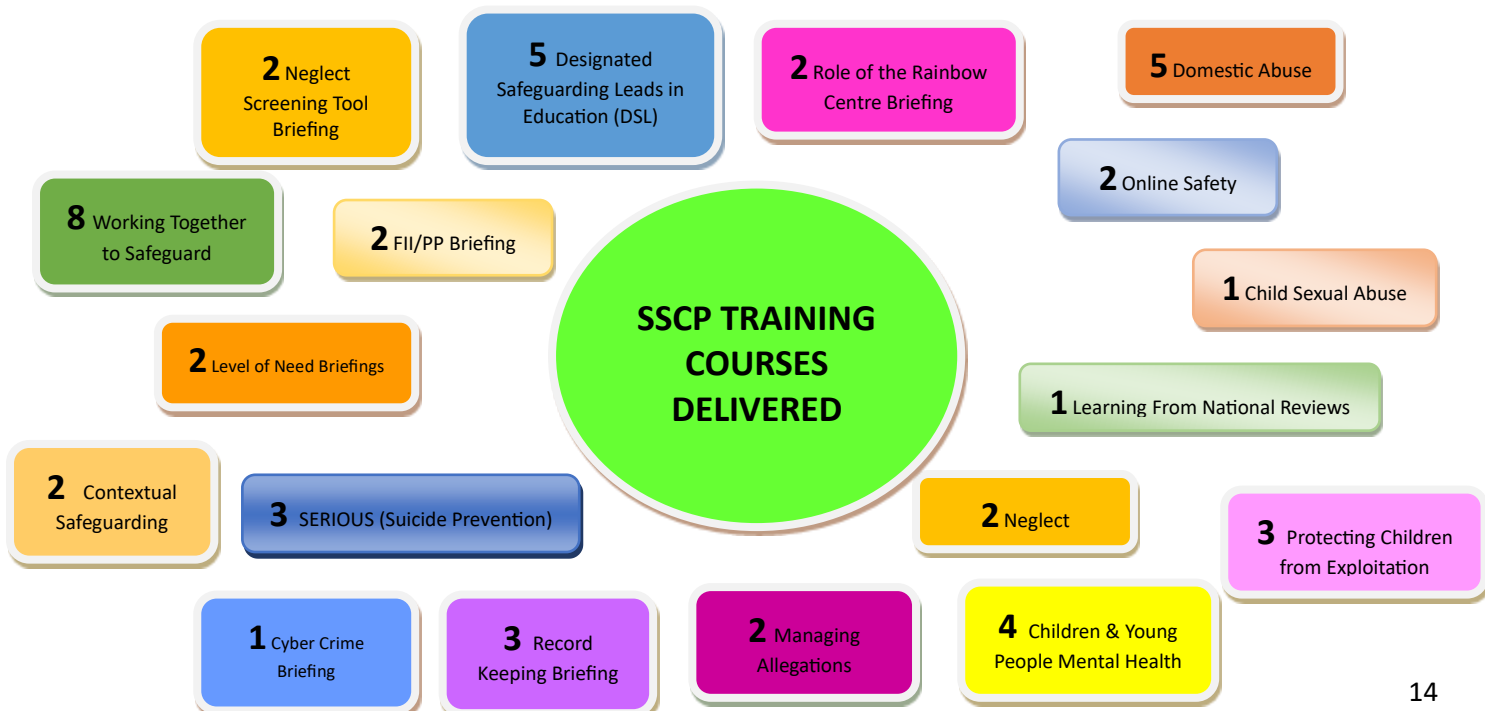 2 Neglect
Screening Tool
Briefing
5 Designated
Safeguarding Leads in
Education (DSL)
2 Role of the Rainbow
Centre Briefing
5 Domestic Abuse
2 Online Safety
8 Working Together
to Safeguard
2 FII/PP Briefing
1 Child Sexual Abuse
SSCP TRAINING
COURSES
DELIVERED
2 Level of Need Briefings
1 Learning From National Reviews
2 Contextual
Safeguarding
3 SERIOUS (Suicide Prevention)
2 Neglect
3 Protecting Children
from Exploitation
1 Cyber Crime
Briefing
3 Record
Keeping Briefing
2 Managing
Allegations
4 Children & Young
People Mental Health
14